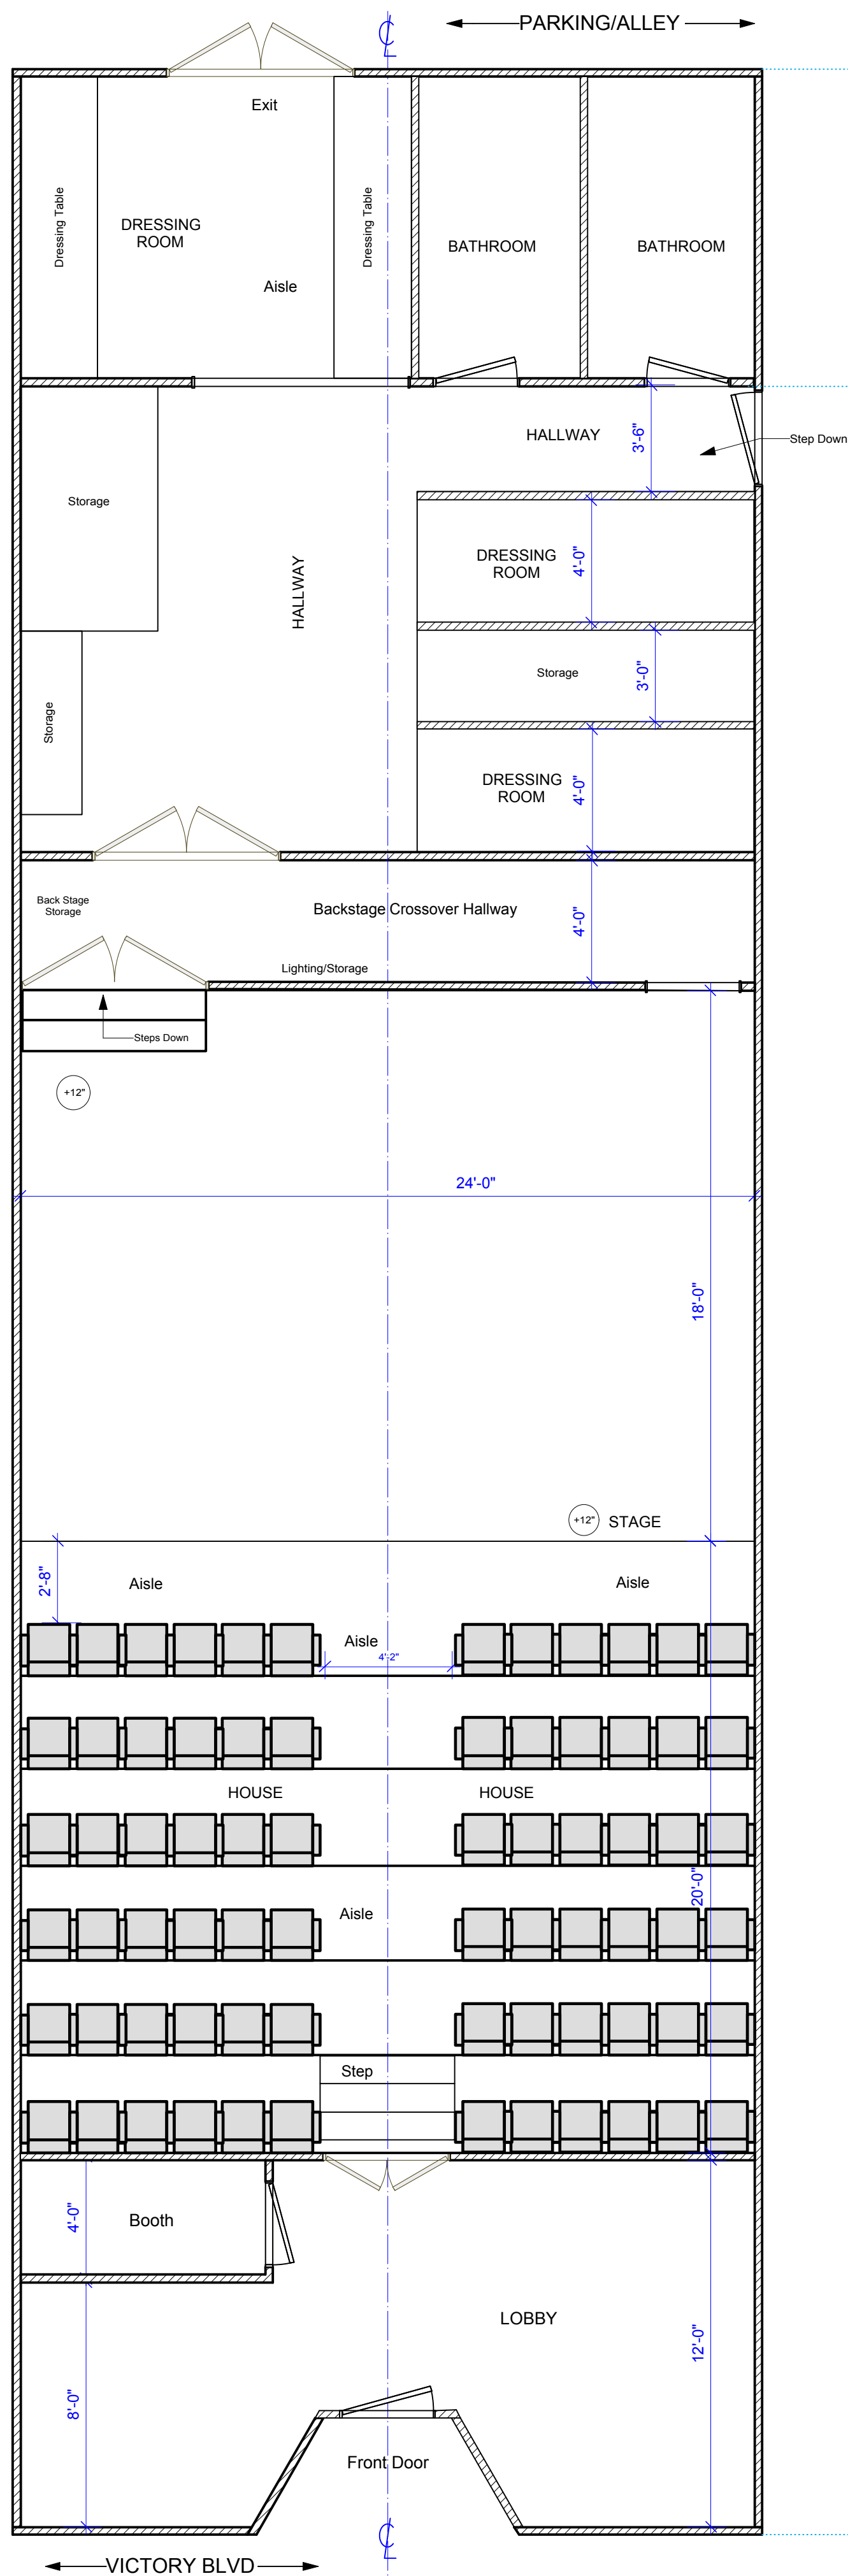 PARKING/ALLEY
Exit
Dressing Table
DRESSING
ROOM
Dressing Table
BATHROOM
BATHROOM
Aisle
HALLWAY
3'-6"
Step Down
Storage
HALLWAY
DRESSING
ROOM
4'-0"
Storage
3'-0"
Storage
DRESSING
ROOM
4'-0"
Back Stage
Storage
Backstage Crossover Hallway
4'-0"
Lighting/Storage
Steps Down
+12"
24'-0"
18'-0"
+12"
STAGE
2'-8"
Aisle
Aisle
Aisle
4'-2"
HOUSE
HOUSE
20'-0"
Aisle
Step
4'-0"
Booth
LOBBY
12'-0"
8'-0"
Front Door
VICTORY BLVD